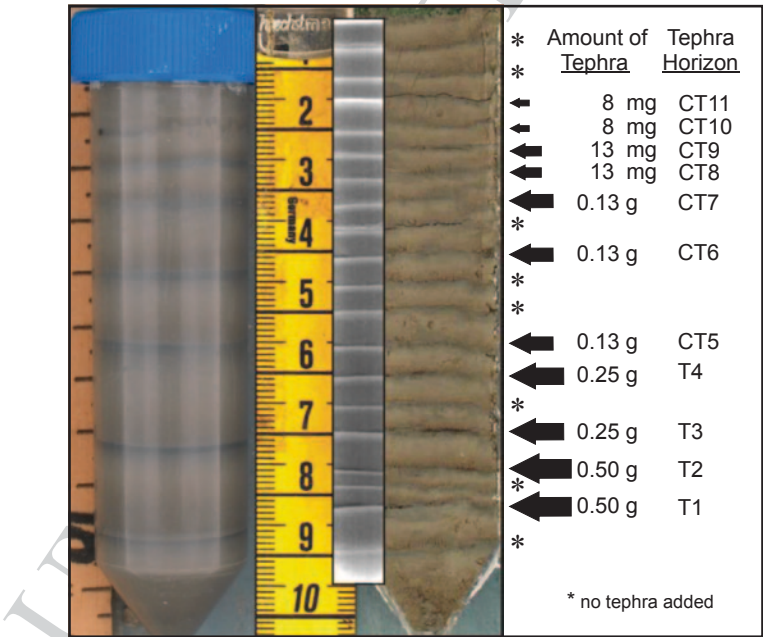 Amount of Tephra
Tephra Horizon
8 mg CT11
8 mg CT10
13 mg CT9
13 mg CT8
0.13 g CT7
0.13 g CT6
0.13 g CT5
0.25 g T4
0.25 g T3
0.50 g T2
0.50 g T1
* no tephra added
2
3
Germany
4
5
6
7
8
9
10